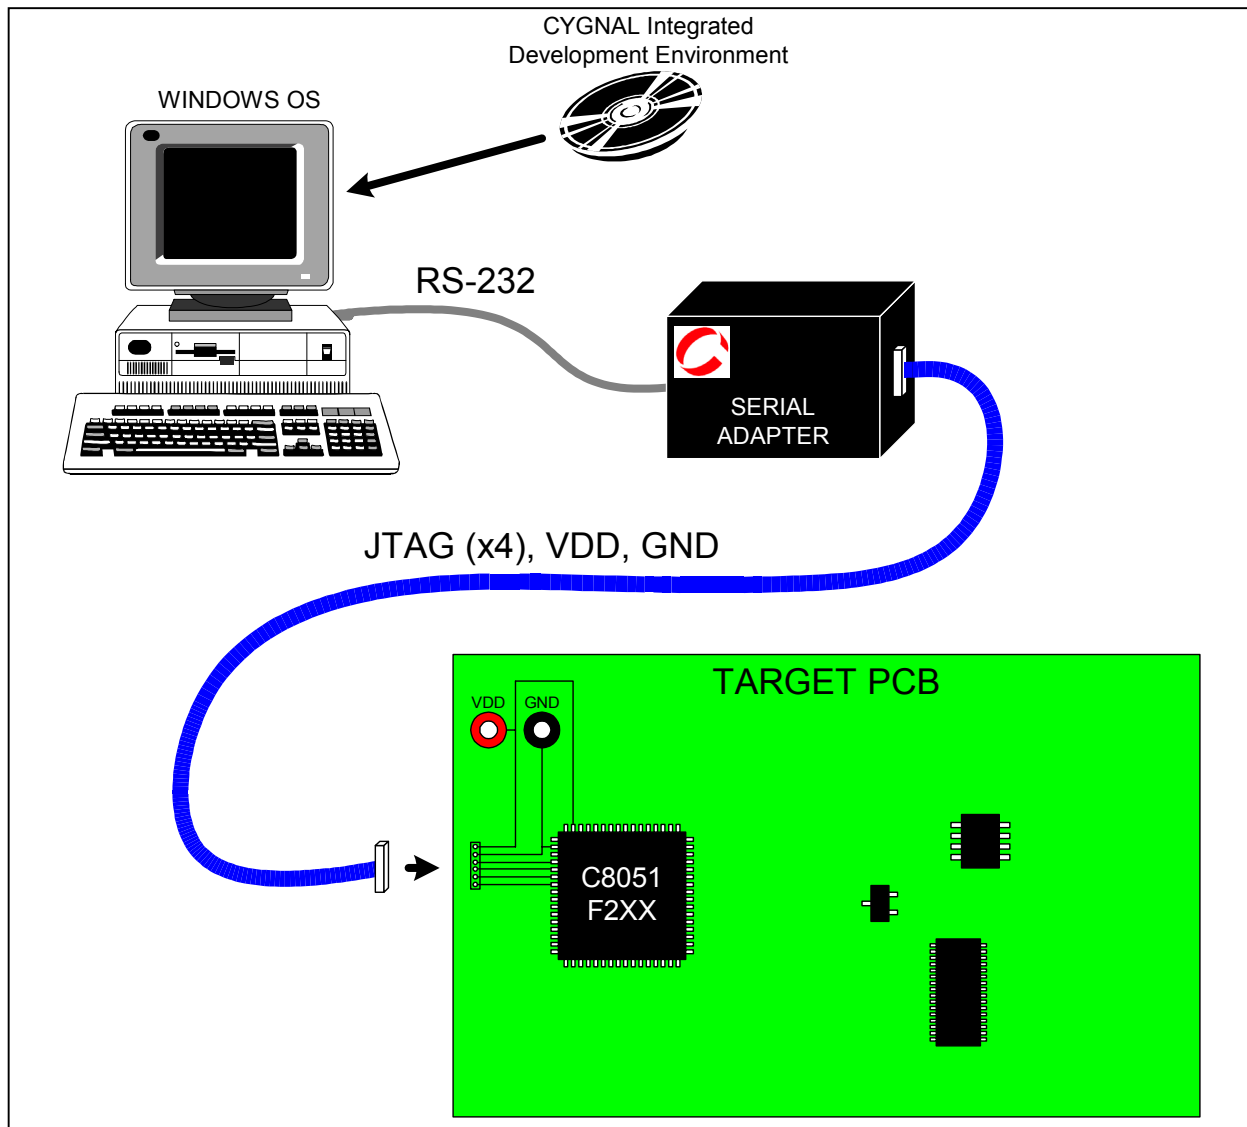 CYGNAL Integrated
Development Environment
WINDOWS OS
RS-232
SERIAL
ADAPTER
JTAG (x4), VDD, GND
TARGET PCB
VDD
GND
C8051
F2XX